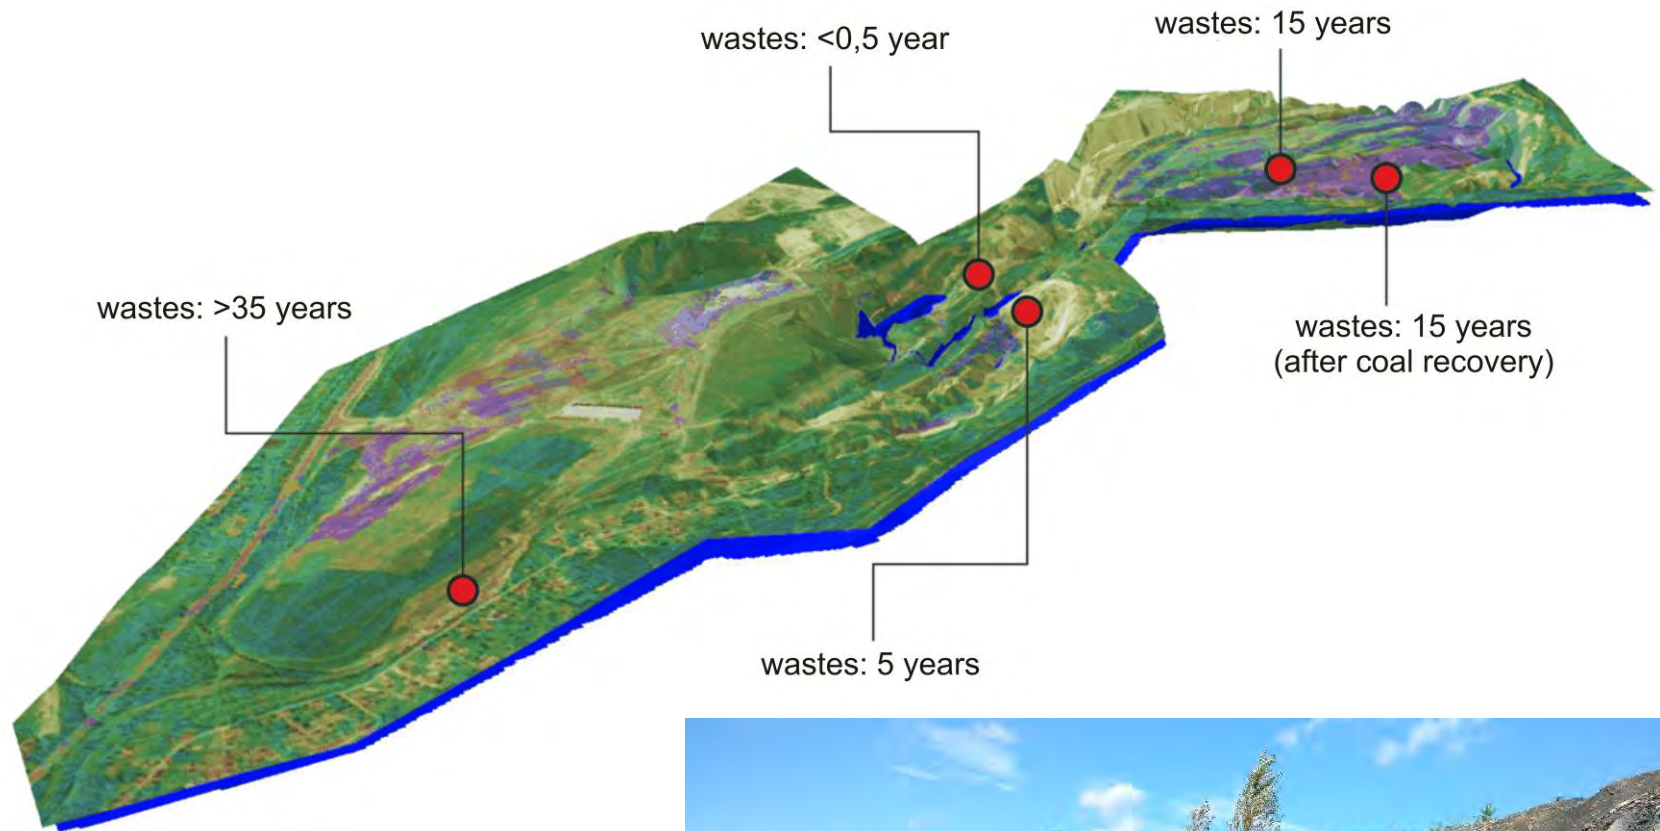 wastes: <0,5 year
wastes: 15 years
wastes: >35 years
wastes: 15 years
(after coal recovery)
wastes: 5 years